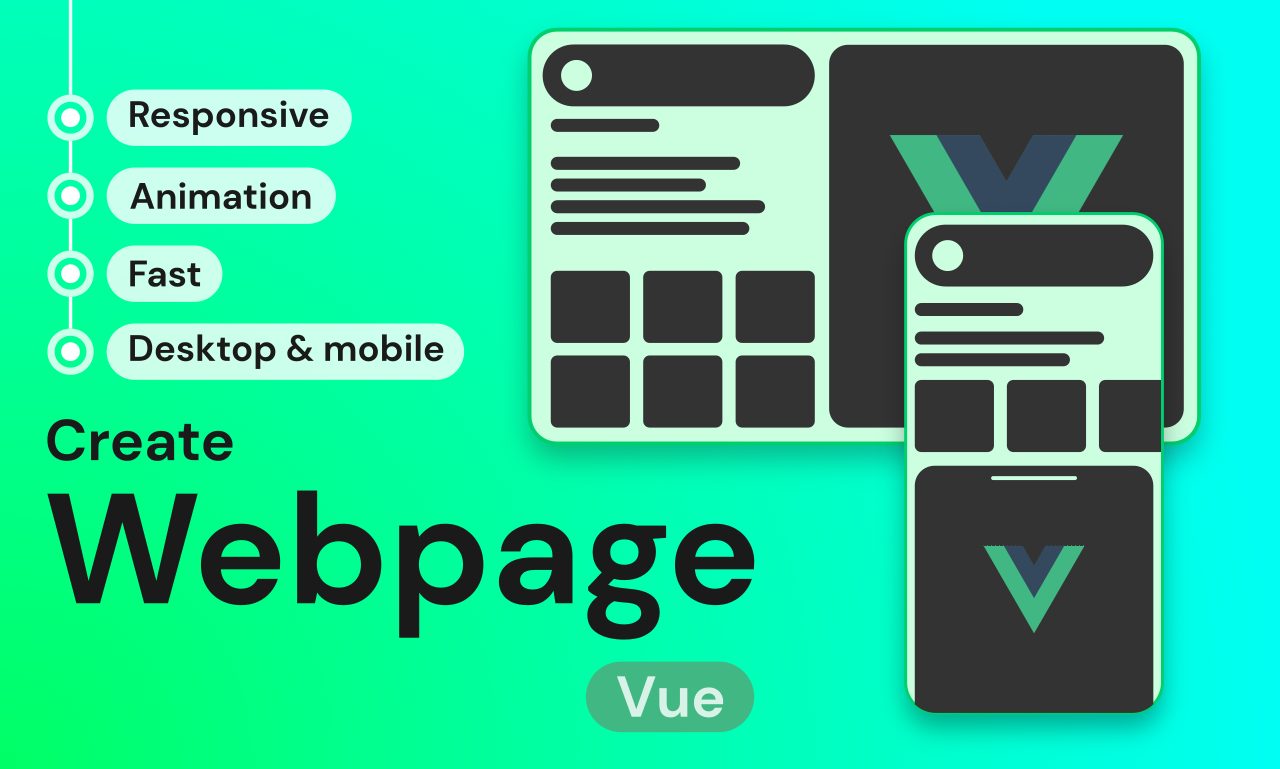 Responsive
Animation
Fast
Desktop & mobile
Create
Webpage
Vue